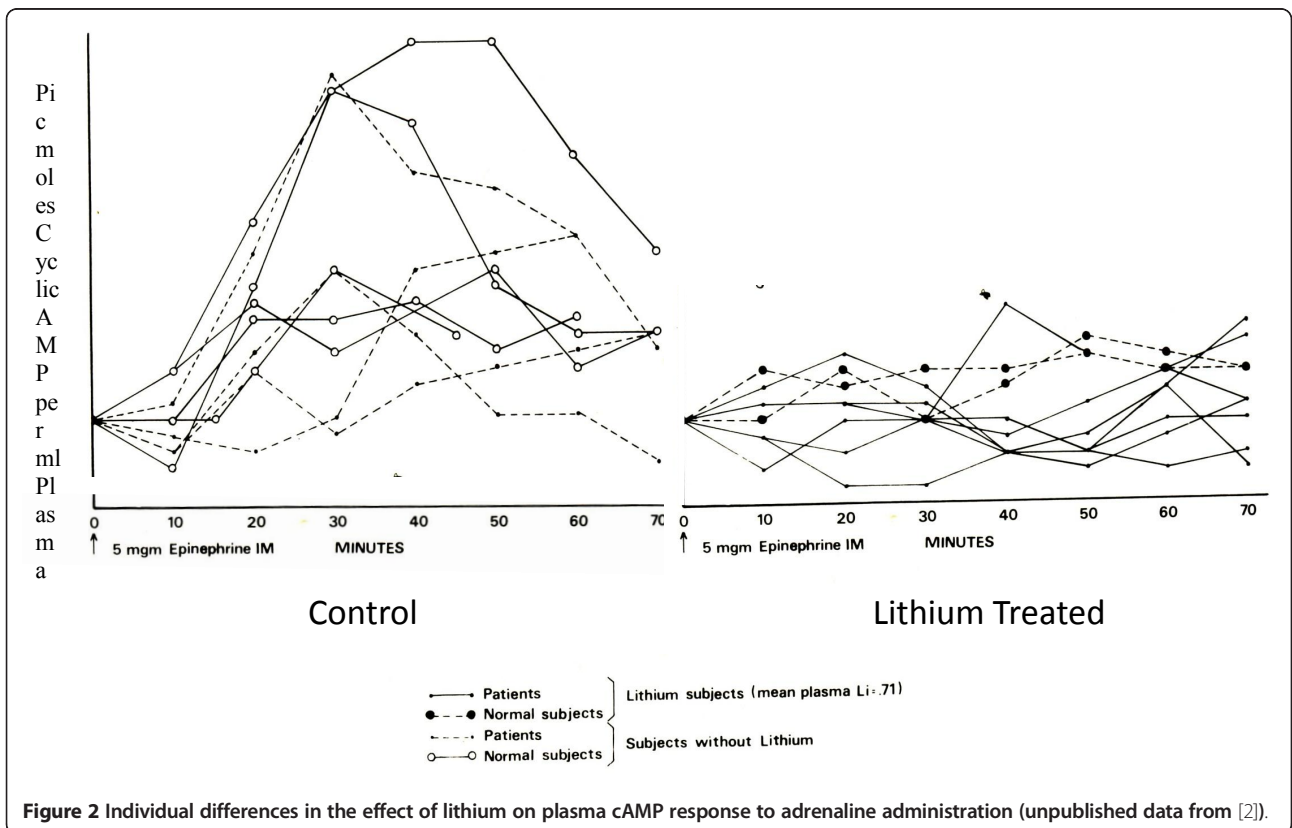 Pi
c
m
ol
es
C
yc
lic
A
M
P
pe
r
ml
Pl
as
m
a
0 10 20 30 40 50 60 70
↑ 5 mgm Epinephrine IM MINUTES
0 10 20 30 40 50 60 70
↑ 5 mgm Epinephrine IM MINUTES
Control
Lithium Treated
Patients
Normal subjects
Lithium subjects (mean plasma Li=.71)
Patients
Normal subjects
Subjects without Lithium
Figure 2 Individual differences in the effect of lithium on plasma cAMP response to adrenaline administration (unpublished data from [2]).